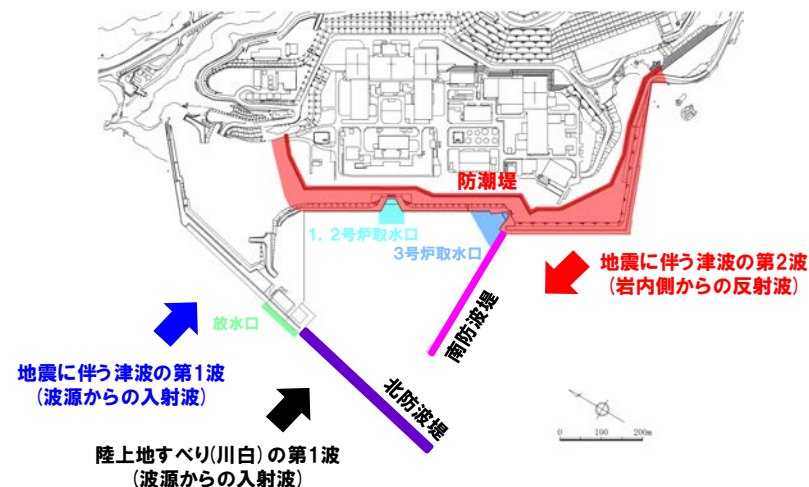 防潮堤
1，2号炉取水口
3号炉取水口
地震に伴う津波の第2波
(岩内側からの反射波)
南防波堤
放水口
地震に伴う津波の第1波
(波源からの入射波)
北防波堤
陸上地すべり(川白)の第1波
(波源からの入射波)
0 100 200m